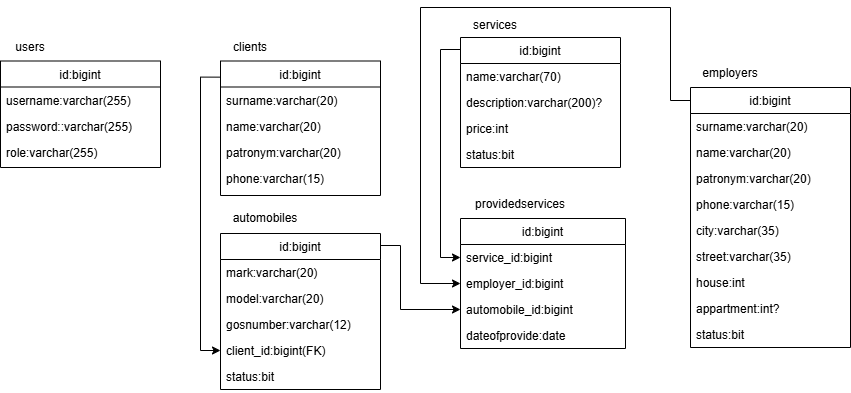 users
id:bigint
username:varchar(255)
password::varchar(255)
role:varchar(255)
clients
id:bigint
surname:varchar(20)
name:varchar(20)
patronym:varchar(20)
phone:varchar(15)
automobiles
id:bigint
mark:varchar(20)
model:varchar(20)
gosnumber:varchar(12)
client_id:bigint(FK)
status:bit
services
id:bigint
name:varchar(70)
description:varchar(200)?
price:int
status:bit
providedservices
id:bigint
service_id:bigint
employer_id:bigint
automobile_id:bigint
dateofprovide:date
employers
id:bigint
surname:varchar(20)
name:varchar(20)
patronym:varchar(20)
phone:varchar(15)
city:varchar(35)
street:varchar(35)
house:int
appartment:int?
status:bit